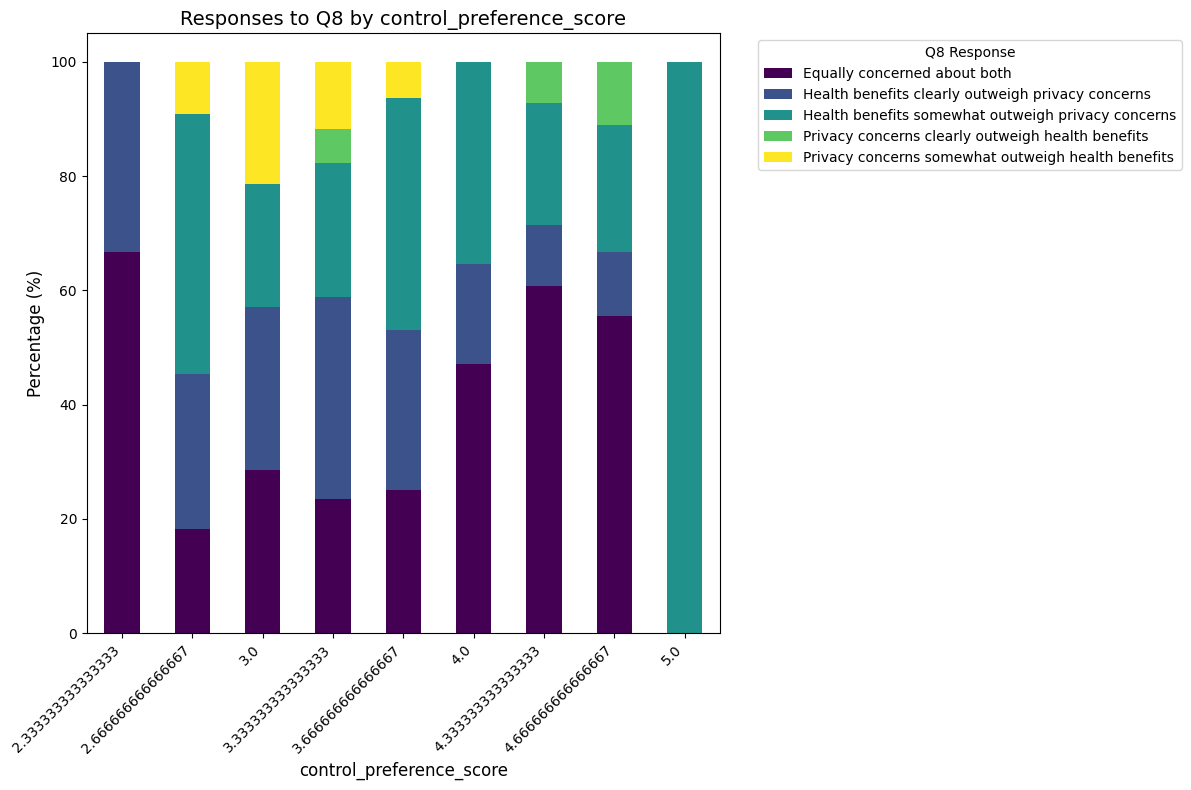 Responses to Q8 by control_preference_score
Percentage (%)
100
80
60
40
20
0
2.3333333333333335
2.6666666666666667
3.0
3.3333333333333335
3.6666666666666667
4.0
4.333333333333333
4.666666666666667
5.0
control_preference_score
Q8 Response
Equally concerned about both
Health benefits clearly outweigh privacy concerns
Health benefits somewhat outweigh privacy concerns
Privacy concerns clearly outweigh health benefits
Privacy concerns somewhat outweigh health benefits